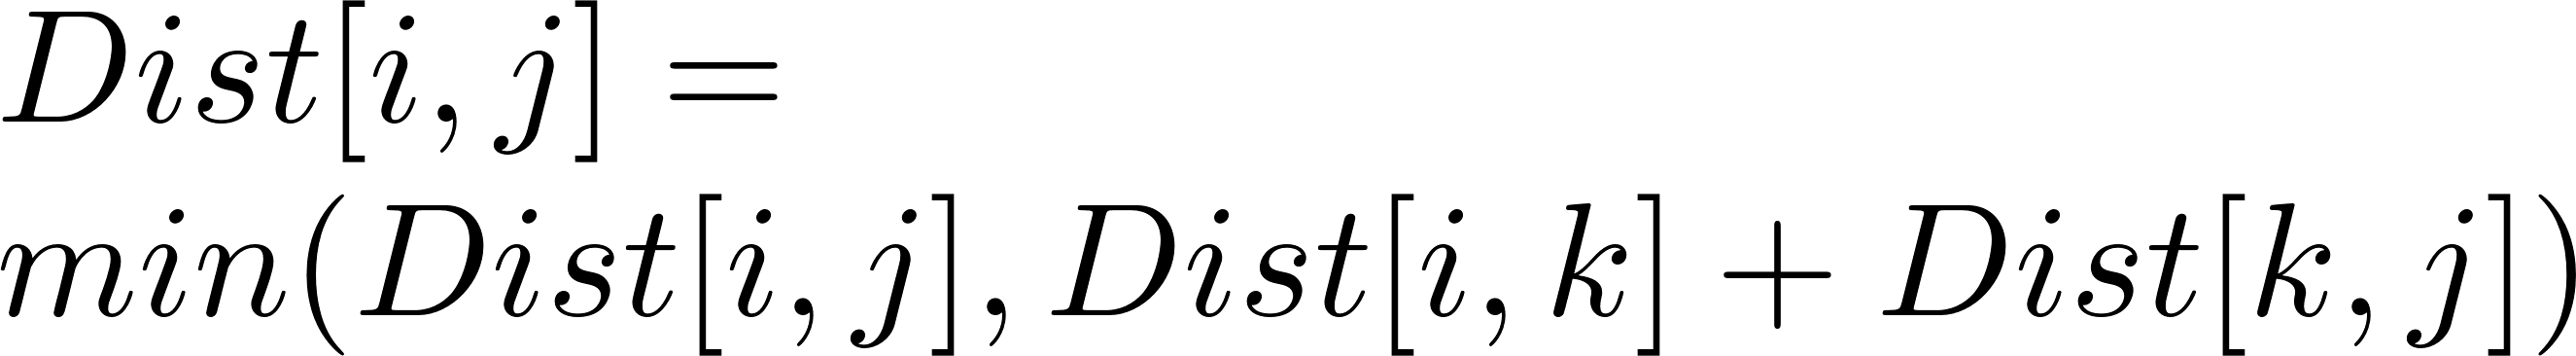 Dist[i, j] =
min(Dist[i, j], Dist[i, k] + Dist[k, j])